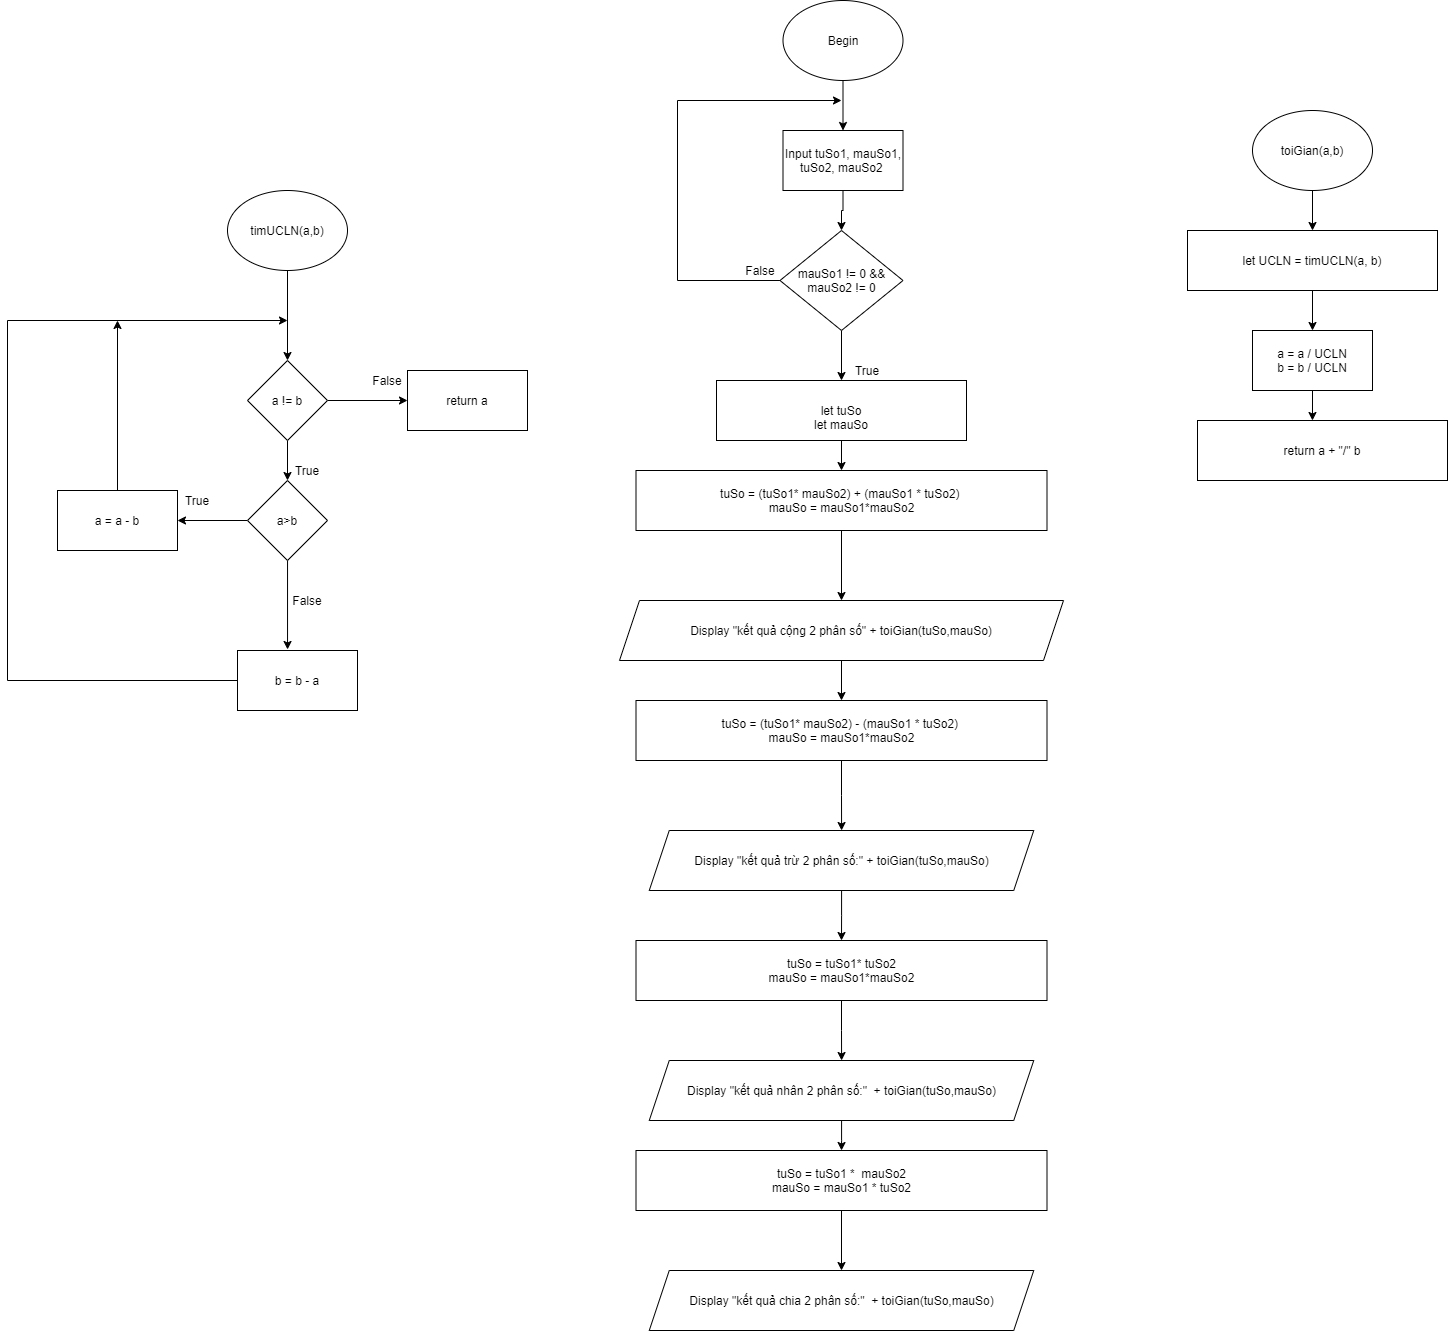 timUCLN(a,b)
a != b
False
return a
True
a>b
True
a = a - b
False
b = b - a
Begin
Input tuSo1, mauSo1,
tuSo2, mauSo2
mauSo1 != 0 &&
mauSo2 != 0
False
True
let tuSo
let mauSo
tuSo = (tuSo1* mauSo2) + (mauSo1 * tuSo2)
mauSo = mauSo1*mauSo2
Display "kết quả cộng 2 phân số" + toiGian(tuSo,mauSo)
tuSo = (tuSo1* mauSo2) - (mauSo1 * tuSo2)
mauSo = mauSo1*mauSo2
Display "kết quả trừ 2 phân số:" + toiGian(tuSo,mauSo)
tuSo = tuSo1* tuSo2
mauSo = mauSo1*mauSo2
Display "kết quả nhân 2 phân số:"  + toiGian(tuSo,mauSo)
tuSo = tuSo1 *  mauSo2
mauSo = mauSo1 * tuSo2
Display "kết quả chia 2 phân số:"  + toiGian(tuSo,mauSo)
toiGian(a,b)
let UCLN = timUCLN(a, b)
a = a / UCLN
b = b / UCLN
return a + "/" b